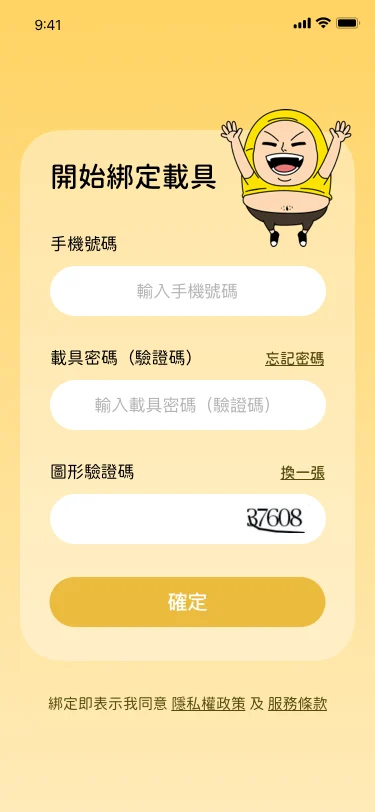 9:41
開始綁定載具
手機號碼
輸入手機號碼
載具密碼（驗證碼） 忘記密碼
輸入載具密碼（驗證碼）
圖形驗證碼 換一張
37608
確定
綁定即表示我同意 隱私權政策 及 服務條款